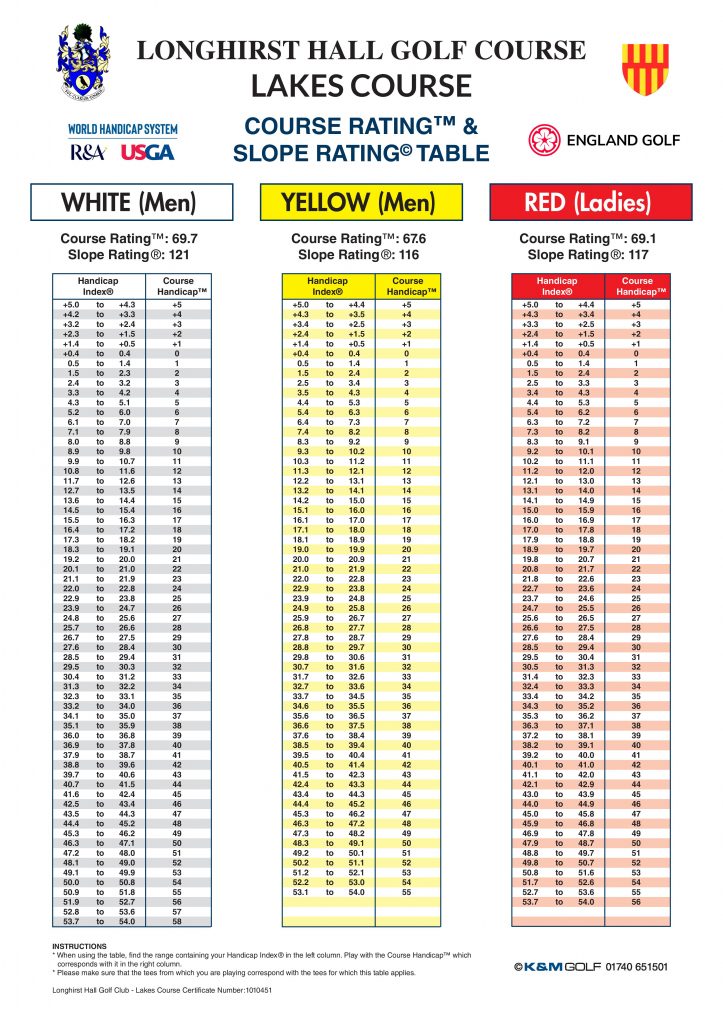 LONGHIRST HALL GOLF COURSE
LAKES COURSE
WORLD HANDICAP SYSTEM
R&A USGA
COURSE RATING™ &
SLOPE RATING© TABLE
ENGLAND GOLF
WHITE (Men)
Course Rating™: 69.7
Slope Rating®: 121
Handicap Course
Index® Handicap™
+5.0 to +4.3 +5
+4.2 to +3.3 +4
+3.2 to +2.4 +3
+2.3 to +1.5 +2
+1.4 to +0.5 +1
+0.4 to 0.4 0
0.5 to 1.4 1
1.5 to 2.3 2
2.4 to 3.2 3
3.3 to 4.2 4
4.3 to 5.1 5
5.2 to 6.0 6
6.1 to 7.0 7
7.1 to 7.9 8
8.0 to 8.8 9
8.9 to 9.8 10
9.9 to 10.7 11
10.8 to 11.6 12
11.7 to 12.6 13
12.7 to 13.5 14
13.6 to 14.4 15
14.5 to 15.4 16
15.5 to 16.3 17
16.4 to 17.2 18
17.3 to 18.2 19
18.3 to 19.1 20
19.2 to 20.0 21
20.1 to 21.0 22
21.1 to 21.9 23
22.0 to 22.8 24
22.9 to 23.8 25
23.9 to 24.7 26
24.8 to 25.6 27
25.7 to 26.6 28
26.7 to 27.5 29
27.6 to 28.4 30
28.5 to 29.4 31
29.5 to 30.3 32
30.4 to 31.2 33
31.3 to 32.2 34
32.3 to 33.1 35
33.2 to 34.0 36
34.1 to 35.0 37
35.1 to 35.9 38
36.0 to 36.8 39
36.9 to 37.8 40
37.9 to 38.7 41
38.8 to 39.6 42
39.7 to 40.6 43
40.7 to 41.5 44
41.6 to 42.4 45
42.5 to 43.4 46
43.5 to 44.3 47
44.4 to 45.2 48
45.3 to 46.2 49
46.3 to 47.1 50
47.2 to 48.0 51
48.1 to 49.0 52
49.1 to 49.9 53
50.0 to 50.8 54
50.9 to 51.8 55
51.9 to 52.7 56
52.8 to 53.6 57
53.7 to 54.0 58
YELLOW (Men)
Course Rating™: 67.6
Slope Rating®: 116
Handicap Course
Index® Handicap™
+5.0 to +4.4 +5
+4.3 to +3.5 +4
+3.4 to +2.5 +3
+2.4 to +1.5 +2
+1.4 to +0.5 +1
+0.4 to 0.4 0
0.5 to 1.4 1
1.5 to 2.4 2
2.5 to 3.4 3
3.5 to 4.3 4
4.4 to 5.3 5
5.4 to 6.3 6
6.4 to 7.3 7
7.4 to 8.2 8
8.3 to 9.2 9
9.3 to 10.2 10
10.3 to 11.2 11
11.3 to 12.1 12
12.2 to 13.1 13
13.2 to 14.1 14
14.2 to 15.0 15
15.1 to 16.0 16
16.1 to 17.0 17
17.1 to 18.0 18
18.1 to 18.9 19
19.0 to 19.9 20
20.0 to 20.9 21
21.0 to 21.9 22
22.0 to 22.8 23
22.9 to 23.8 24
23.9 to 24.8 25
24.9 to 25.8 26
25.9 to 26.7 27
26.8 to 27.7 28
27.8 to 28.7 29
28.8 to 29.7 30
29.8 to 30.6 31
30.7 to 31.6 32
31.7 to 32.6 33
32.7 to 33.6 34
33.7 to 34.5 35
34.6 to 35.5 36
35.6 to 36.5 37
36.6 to 37.5 38
37.6 to 38.4 39
38.5 to 39.4 40
39.5 to 40.4 41
40.5 to 41.4 42
41.5 to 42.3 43
42.4 to 43.3 44
43.4 to 44.3 45
44.4 to 45.2 46
45.3 to 46.2 47
46.3 to 47.2 48
47.3 to 48.2 49
48.3 to 49.1 50
49.2 to 50.1 51
50.2 to 51.1 52
51.2 to 52.1 53
52.2 to 53.0 54
53.1 to 54.0 55
RED (Ladies)
Course Rating™: 69.1
Slope Rating®: 117
Handicap Course
Index® Handicap™
+5.0 to +4.4 +5
+4.3 to +3.4 +4
+3.3 to +2.5 +3
+2.4 to +1.5 +2
+1.4 to +0.5 +1
+0.4 to 0.4 0
0.5 to 1.4 1
1.5 to 2.4 2
2.5 to 3.3 3
3.4 to 4.3 4
4.4 to 5.3 5
5.4 to 6.2 6
6.3 to 7.2 7
7.3 to 8.2 8
8.3 to 9.1 9
9.2 to 10.1 10
10.2 to 11.1 11
11.2 to 12.0 12
12.1 to 13.0 13
13.1 to 14.0 14
14.1 to 14.9 15
15.0 to 15.9 16
16.0 to 16.9 17
17.0 to 17.8 18
17.9 to 18.8 19
18.9 to 19.7 20
19.8 to 20.7 21
20.8 to 21.7 22
21.8 to 22.6 23
22.7 to 23.6 24
23.7 to 24.6 25
24.7 to 25.5 26
25.6 to 26.5 27
26.6 to 27.5 28
27.6 to 28.4 29
28.5 to 29.4 30
29.5 to 30.4 31
30.5 to 31.3 32
31.4 to 32.3 33
32.4 to 33.3 34
33.4 to 34.2 35
34.3 to 35.2 36
35.3 to 36.2 37
36.3 to 37.1 38
37.2 to 38.1 39
38.2 to 39.1 40
39.2 to 40.0 41
40.1 to 41.0 42
41.1 to 42.0 43
42.1 to 42.9 44
43.0 to 43.9 45
44.0 to 44.9 46
45.0 to 45.8 47
45.9 to 46.8 48
46.9 to 47.8 49
47.9 to 48.7 50
48.8 to 49.7 51
49.8 to 50.7 52
50.8 to 51.6 53
51.7 to 52.6 54
52.7 to 53.6 55
53.7 to 54.0 56
INSTRUCTIONS
* When using the table, find the range containing your Handicap Index® in the left column. Play with the Course Handicap™ which
corresponds with it in the right column.
* Please make sure that the tees from which you are playing correspond with the tees for which this table applies.
Longhirst Hall Golf Club - Lakes Course Certificate Number:1010451
©K&MGOLF 01740 651501